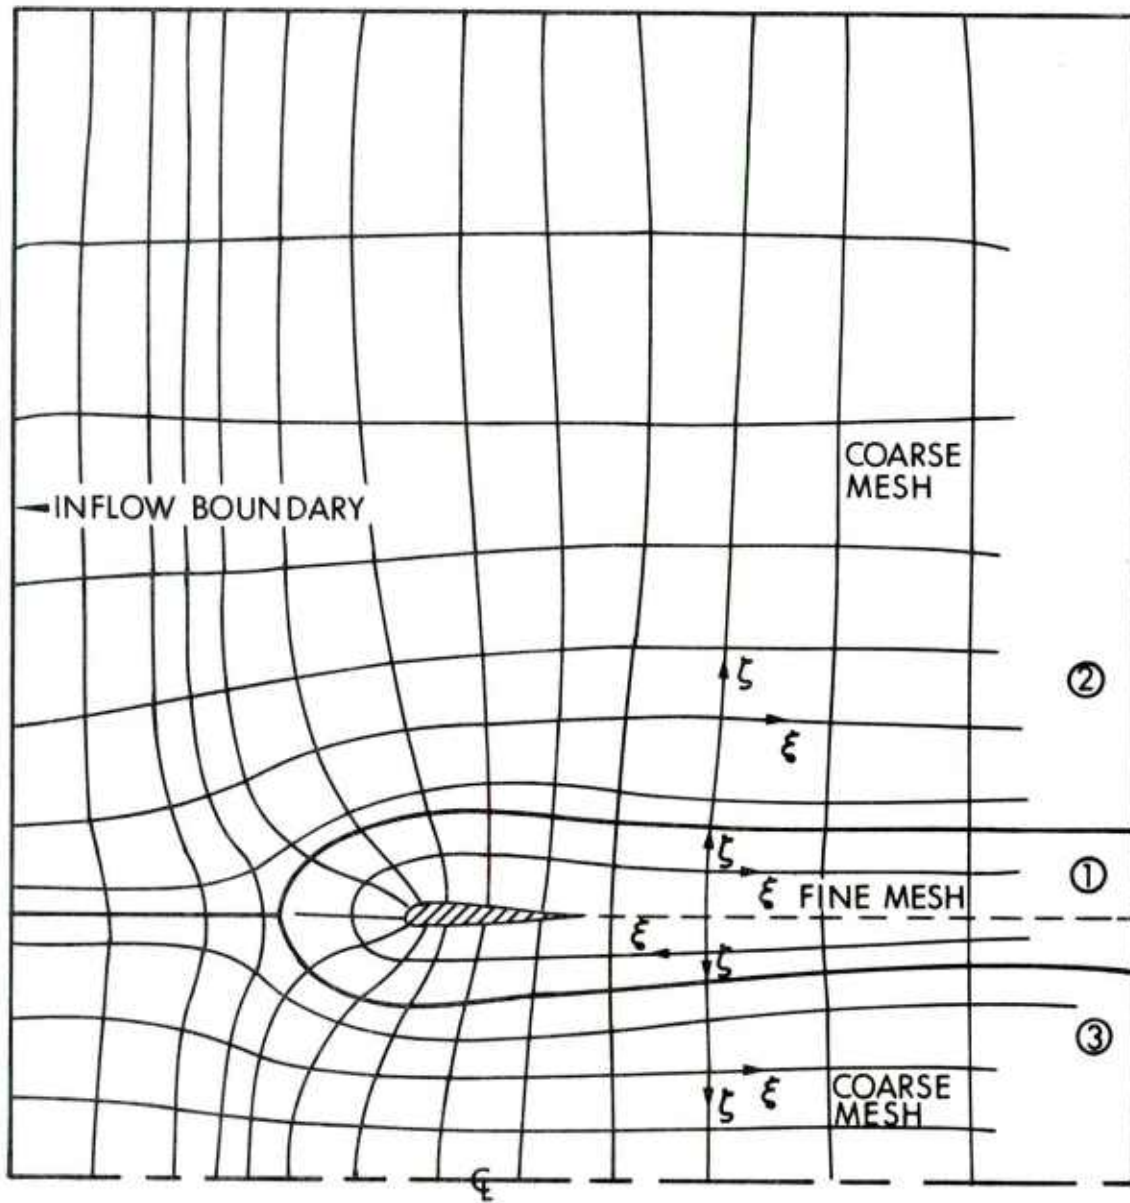 COARSE
MESH
INFLOW BOUNDARY
ζ
②
ξ
ζ
①
ξ
FINE MESH
ξ
ζ
③
ξ
COARSE
MESH
ζ
℄